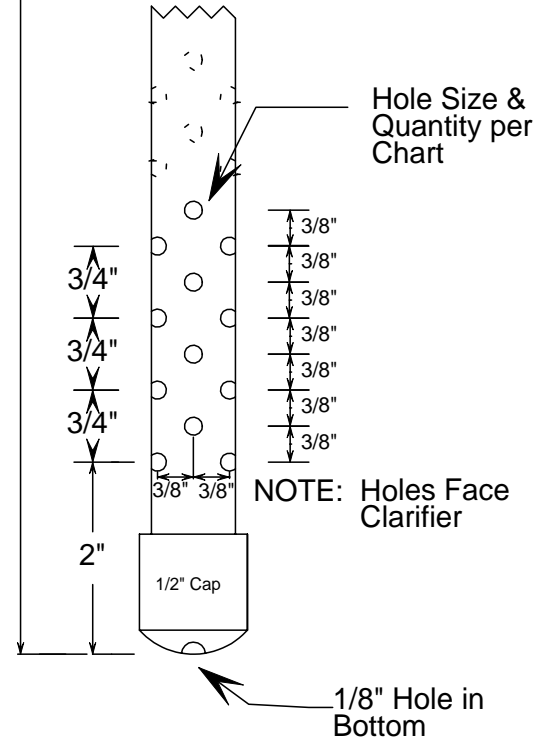 Hole Size &
Quantity per
Chart
3/8"
3/8"
3/4"
3/8"
3/8"
3/4"
3/8"
3/8"
3/4"
3/8"
3/8" 3/8"
NOTE: Holes Face
Clarifier
2"
1/2" Cap
1/8" Hole in
Bottom